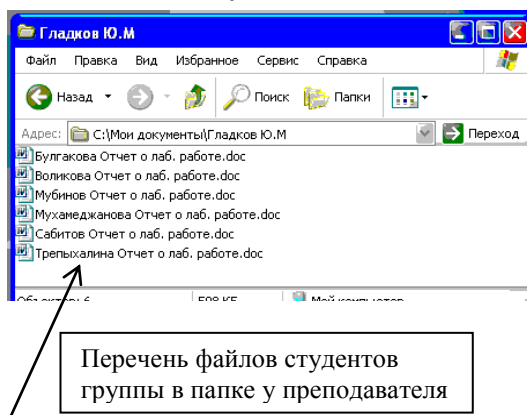 Гладков Ю.М
Файл Правка Вид Избранное Сервис Справка
Назад Поиск Папки
Адрес: C:\Мои документы\Гладков Ю.М Переход
Булгакова Отчет о лаб. работе.doc
Воликова Отчет о лаб. работе.doc
Мубинов Отчет о лаб. работе.doc
Мухамеджанова Отчет о лаб. работе.doc
Сабитов Отчет о лаб. работе.doc
Трепыхалина Отчет о лаб. работе.doc
Перечень файлов студентов
группы в папке у преподавателя